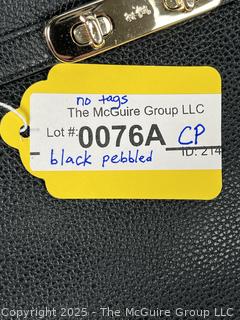 no tags
The McGuire Group LLC
Lot #: 0076A CP
ID: 214
black pebbled
Copyright 2025 - The McGuire Group LLC